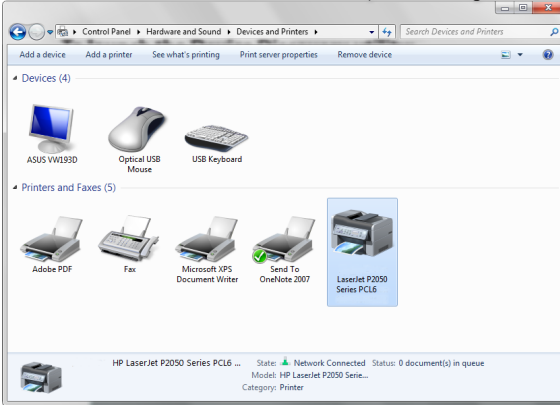 Control Panel ▸ Hardware and Sound ▸ Devices and Printers ▸
Search Devices and Printers
Add a device Add a printer See what's printing Print server properties Remove device
Devices (4)
ASUS VW193D
Optical USB
Mouse
USB Keyboard
Printers and Faxes (5)
Adobe PDF
Fax
Microsoft XPS
Document Writer
Send To
OneNote 2007
LaserJet P2050
Series PCL6
HP LaserJet P2050 Series PCL6 ... State: Network Connected Status: 0 document(s) in queue
Model: HP LaserJet P2050 Serie...
Category: Printer